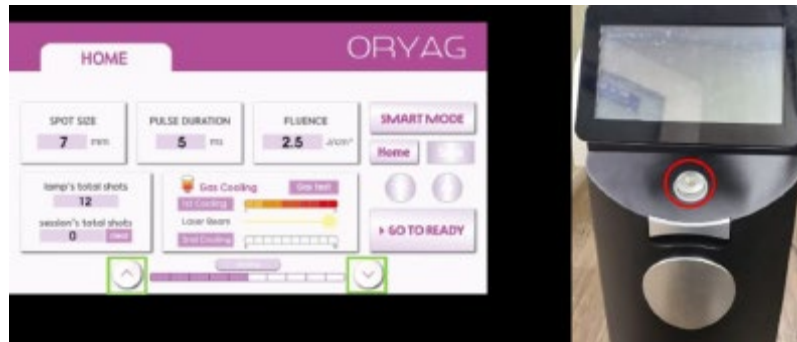 HOME
ORYAG
SPOT SIZE
7 mm
PULSE DURATION
5 ms
FLUENCE
2.5 J/cm²
SMART MODE
Home
lamp's total shots
12
session's total shots
0
Gas Cooling
Gas Test
1st Cooling
Laser Beam
2nd Cooling
GO TO READY